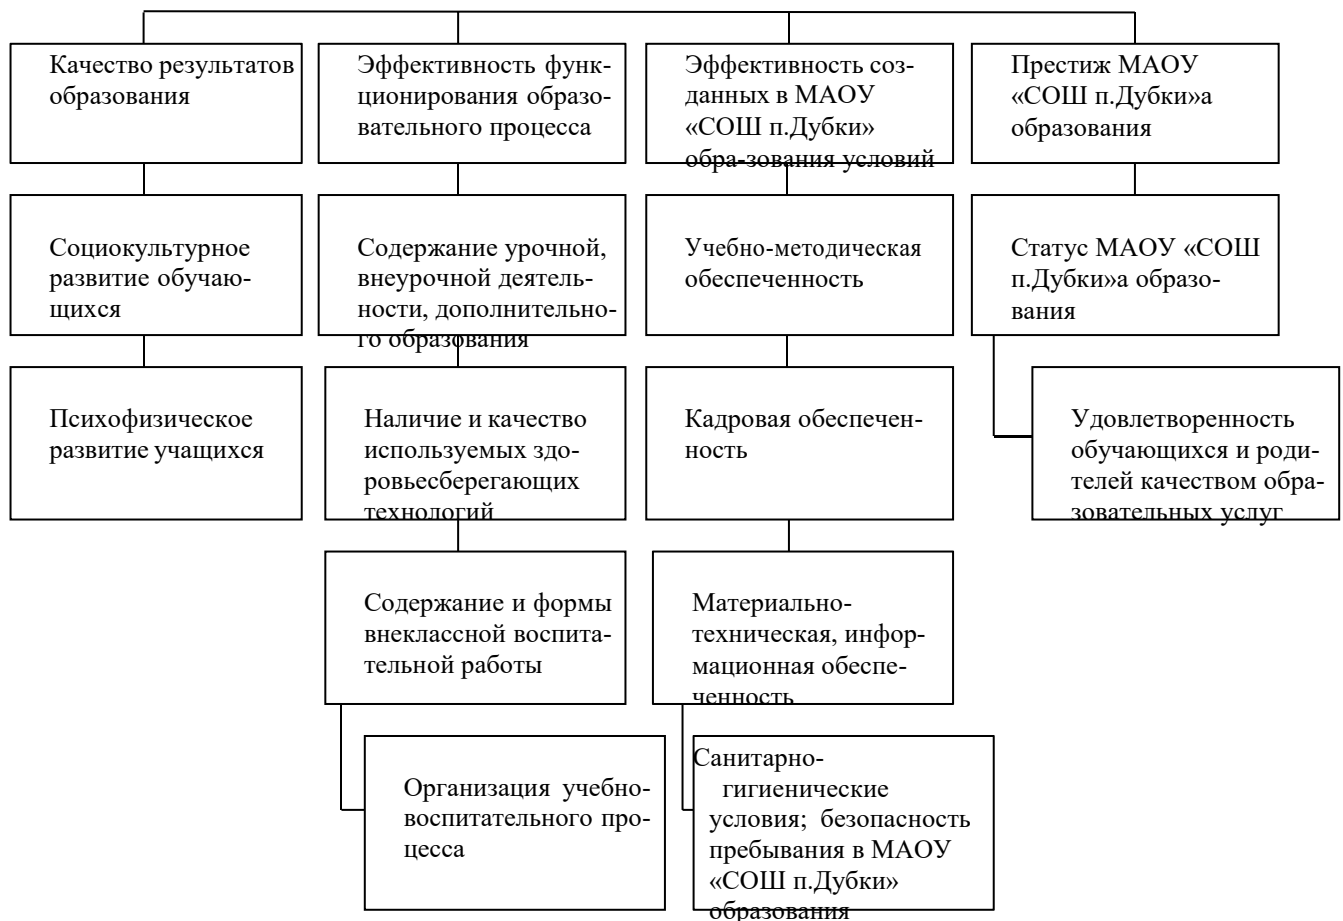 Качество результатов
образования
Эффективность функ-
ционирования образо-
вательного процесса
Эффективность соз-
данных в МАОУ
«СОШ п.Дубки»
обра-зования условий
Престиж МАОУ
«СОШ п.Дубки»а
образования
Социокультурное
развитие обучаю-
щихся
Содержание урочной,
внеурочной деятель-
ности, дополнительно-
го образования
Учебно-методическая
обеспеченность
Статус МАОУ «СОШ
п.Дубки»а образо-
вания
Психофизическое
развитие учащихся
Наличие и качество
используемых здо-
ровьесберегающих
технологий
Кадровая обеспечен-
ность
Удовлетворенность
обучающихся и роди-
телей качеством обра-
зовательных услуг
Содержание и формы
внеклассной воспита-
тельной работы
Материально-
техническая, инфор-
мационная обеспе-
ченность
Организация учебно-
воспитательного про-
цесса
Санитарно-
гигиенические
условия; безопасность
пребывания в МАОУ
«СОШ п.Дубки»
образования